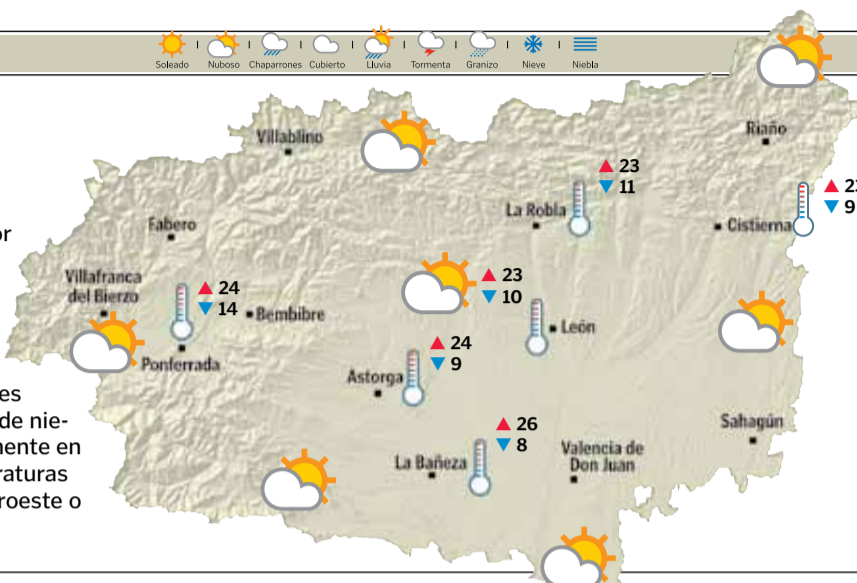 Soleado
Nuboso
Chaparrones
Cubierto
Lluvia
Tormenta
Granizo
Nieve
Niebla
Villablino
Riaño
23
11
La Robla
23
9
Cistierna
or
Fabero
Villafranca
del Bierzo
24
14
Bembibre
Ponferrada
23
10
León
24
9
Astorga
es
de nie-
mente en
raturas
roeste o
26
8
La Bañeza
Valencia de
Don Juan
Sahagún